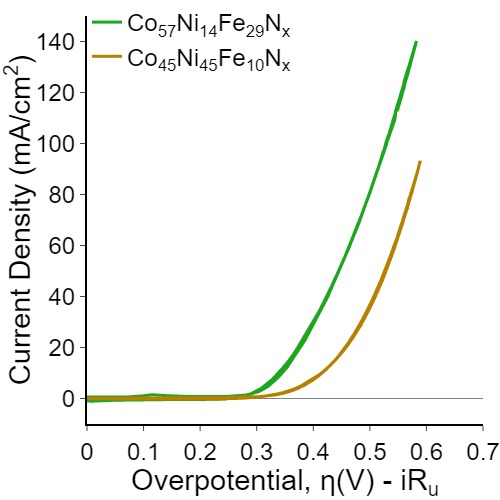 Co₅₇Ni₁₄Fe₂₉Nₓ
Co₄₅Ni₄₅Fe₁₀Nₓ
Current Density (mA/cm²)
140
120
100
80
60
40
20
0
0 0.1 0.2 0.3 0.4 0.5 0.6 0.7
Overpotential, η(V) - iRᵤ